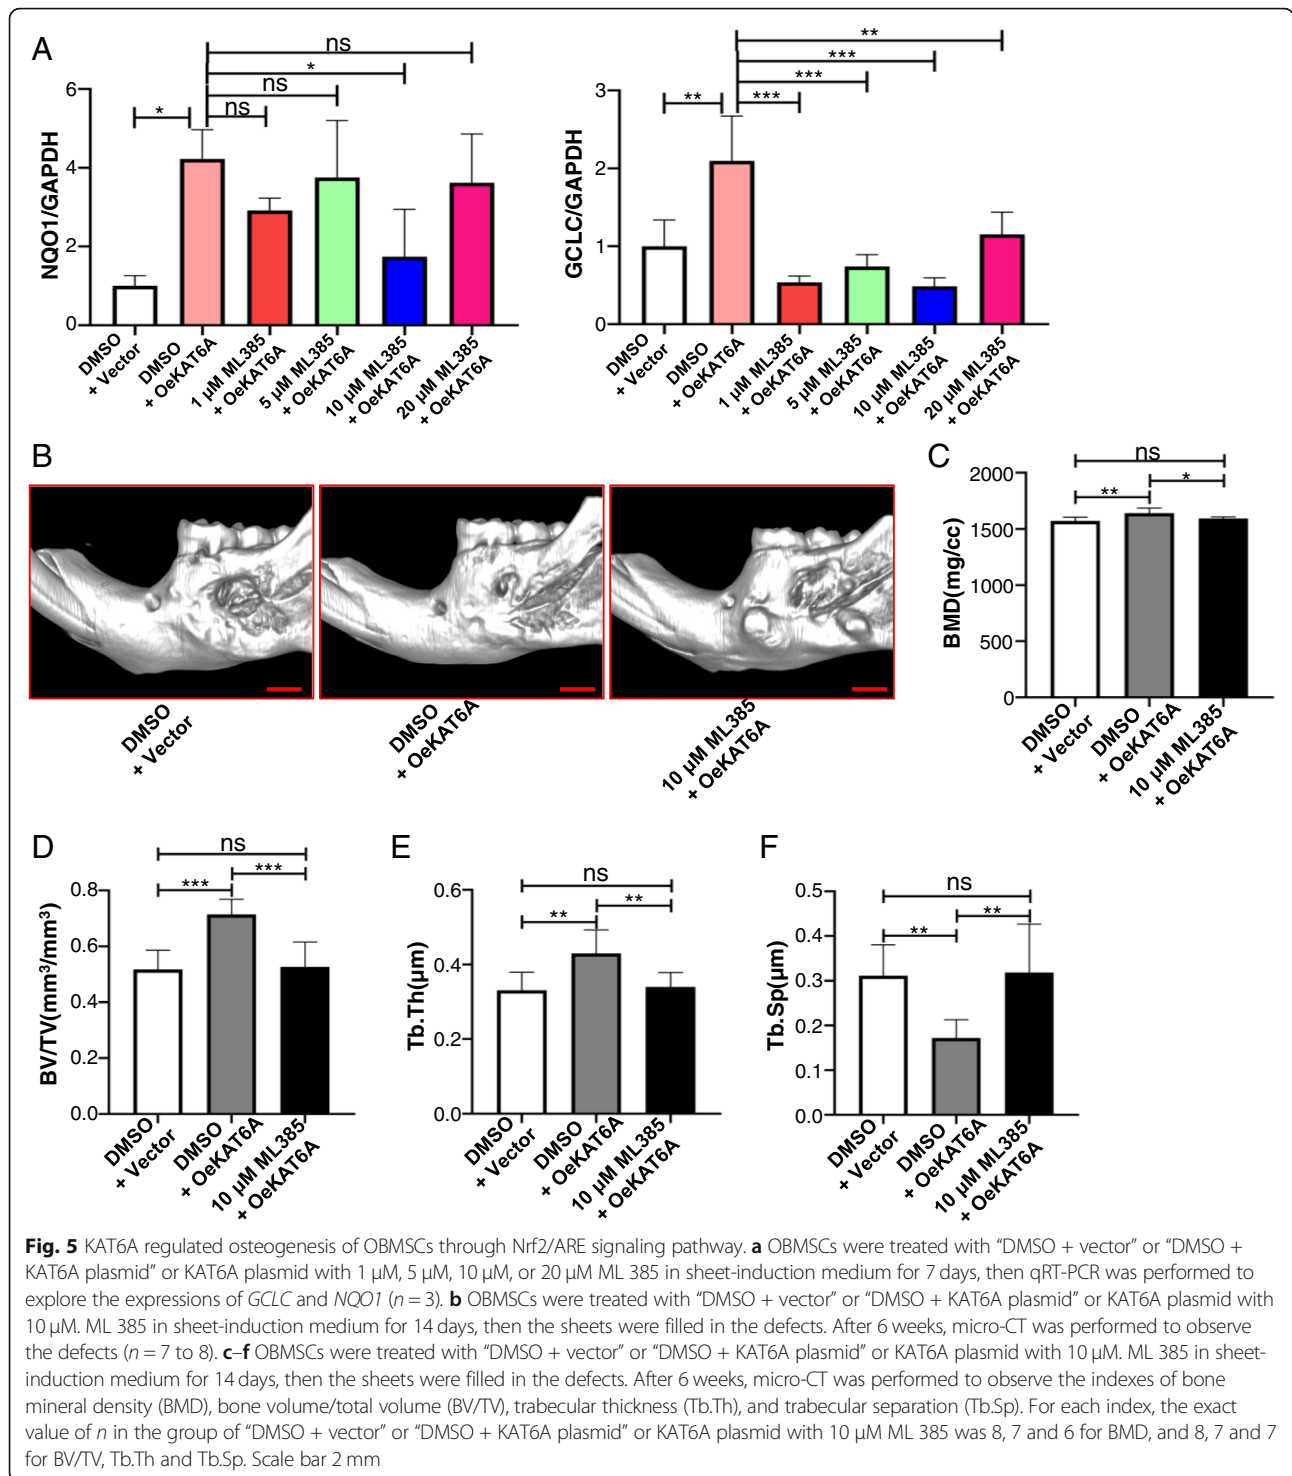 A
NQO1/GAPDH
6
4
2
0
*
ns
ns
*
ns
DMSO
+ Vector
DMSO
+ OeKAT6A
1 µM ML385
+ OeKAT6A
5 µM ML385
+ OeKAT6A
10 µM ML385
+ OeKAT6A
20 µM ML385
+ OeKAT6A
GCLC/GAPDH
3
2
1
0
**
***
***
***
**
DMSO
+ Vector
DMSO
+ OeKAT6A
1 µM ML385
+ OeKAT6A
5 µM ML385
+ OeKAT6A
10 µM ML385
+ OeKAT6A
20 µM ML385
+ OeKAT6A
B
DMSO
+ Vector
DMSO
+ OeKAT6A
10 µM ML385
+ OeKAT6A
C
BMD(mg/cc)
2000
1500
1000
500
0
ns
**
*
DMSO
+ Vector
DMSO
+ OeKAT6A
10 µM ML385
+ OeKAT6A
D
BV/TV(mm³/mm³)
0.8
0.6
0.4
0.2
0.0
ns
***
***
DMSO
+ Vector
DMSO
+ OeKAT6A
10 µM ML385
+ OeKAT6A
E
Tb.Th(µm)
0.6
0.4
0.2
0.0
ns
**
**
DMSO
+ Vector
DMSO
+ OeKAT6A
10 µM ML385
+ OeKAT6A
F
Tb.Sp(µm)
0.5
0.4
0.3
0.2
0.1
0.0
ns
**
**
DMSO
+ Vector
DMSO
+ OeKAT6A
10 µM ML385
+ OeKAT6A
Fig. 5 KAT6A regulated osteogenesis of OBMSCs through Nrf2/ARE signaling pathway. a OBMSCs were treated with “DMSO + vector” or “DMSO +
KAT6A plasmid” or KAT6A plasmid with 1 µM, 5 µM, 10 µM, or 20 µM ML 385 in sheet-induction medium for 7 days, then qRT-PCR was performed to
explore the expressions of GCLC and NQO1 (n = 3). b OBMSCs were treated with “DMSO + vector” or “DMSO + KAT6A plasmid” or KAT6A plasmid with
10 µM. ML 385 in sheet-induction medium for 14 days, then the sheets were filled in the defects. After 6 weeks, micro-CT was performed to observe
the defects (n = 7 to 8). c–f OBMSCs were treated with “DMSO + vector” or “DMSO + KAT6A plasmid” or KAT6A plasmid with 10 µM. ML 385 in sheet-
induction medium for 14 days, then the sheets were filled in the defects. After 6 weeks, micro-CT was performed to observe the indexes of bone
mineral density (BMD), bone volume/total volume (BV/TV), trabecular thickness (Tb.Th), and trabecular separation (Tb.Sp). For each index, the exact
value of n in the group of “DMSO + vector” or “DMSO + KAT6A plasmid” or KAT6A plasmid with 10 µM ML 385 was 8, 7 and 6 for BMD, and 8, 7 and 7
for BV/TV, Tb.Th and Tb.Sp. Scale bar 2 mm